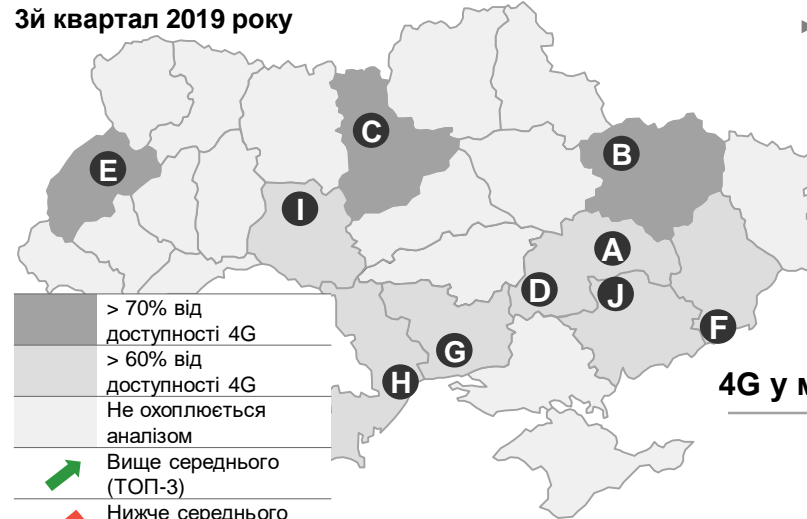 3й квартал 2019 року
C
B
E
I
A
D
J
F
G
H
> 70% від
доступності 4G
> 60% від
доступності 4G
Не охоплюється
аналізом
Вище середнього
(ТОП-3)
Нижче середнього
4G у м